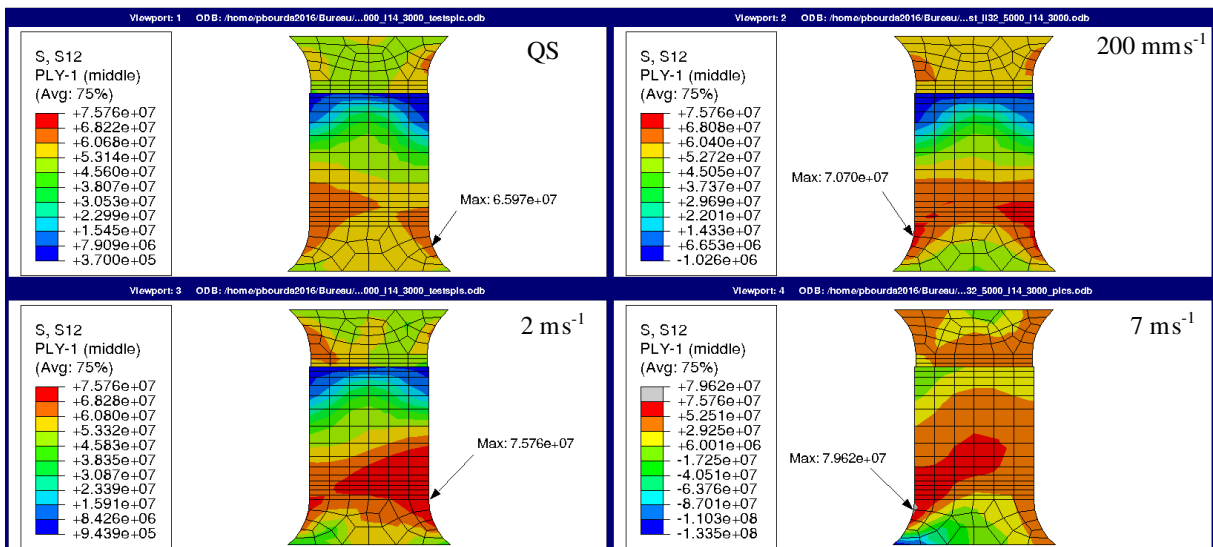 Viewport: 1 ODB: /home/pbourda2016/Bureau/...000_l14_3000_testsplc.odb
S, S12
PLY-1 (middle)
(Avg: 75%)
+7.576e+07
+6.822e+07
+6.068e+07
+5.314e+07
+4.560e+07
+3.807e+07
+3.053e+07
+2.299e+07
+1.545e+07
+7.909e+06
+3.700e+05
QS
Max: 6.597e+07
Viewport: 2 ODB: /home/pbourda2016/Bureau/...st_ll32_5000_l14_3000.odb
S, S12
PLY-1 (middle)
(Avg: 75%)
+7.576e+07
+6.808e+07
+6.040e+07
+5.272e+07
+4.505e+07
+3.737e+07
+2.969e+07
+2.201e+07
+1.433e+07
+6.653e+06
-1.026e+06
200 mms⁻¹
Max: 7.070e+07
Viewport: 3 ODB: /home/pbourda2016/Bureau/...000_l14_3000_testspls.odb
S, S12
PLY-1 (middle)
(Avg: 75%)
+7.576e+07
+6.828e+07
+6.080e+07
+5.332e+07
+4.583e+07
+3.835e+07
+3.087e+07
+2.339e+07
+1.591e+07
+8.426e+06
+9.439e+05
2 ms⁻¹
Max: 7.576e+07
Viewport: 4 ODB: /home/pbourda2016/Bureau/...32_5000_l14_3000_plcs.odb
S, S12
PLY-1 (middle)
(Avg: 75%)
+7.962e+07
+7.576e+07
+5.251e+07
+2.925e+07
+6.001e+06
-1.725e+07
-4.051e+07
-6.376e+07
-8.701e+07
-1.103e+08
-1.335e+08
7 ms⁻¹
Max: 7.962e+07